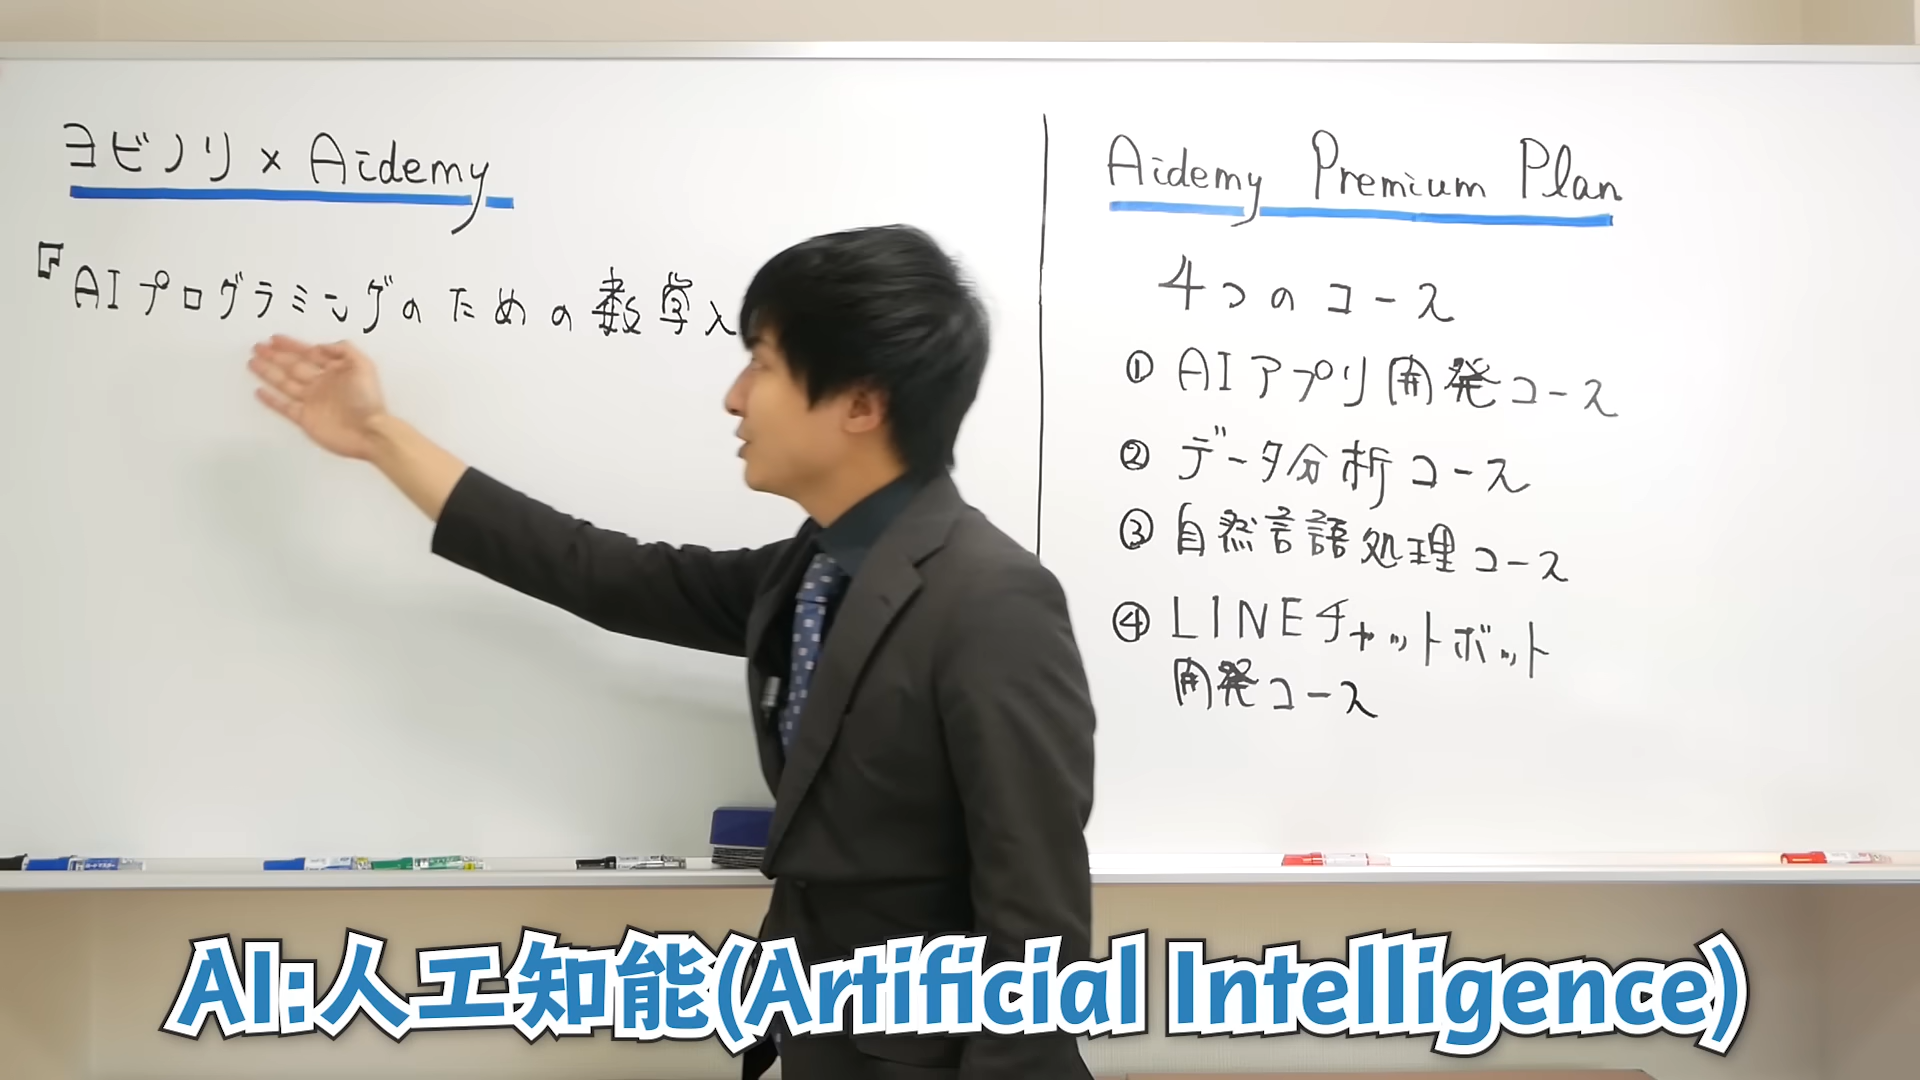 ヨビノリ × Aidemy
『AIプログラミングのための数学入
Aidemy Premium Plan
4つのコース
① AIアプリ開発コース
② データ分析コース
③ 自然言語処理コース
④ LINEチャットボット
開発コース
AI:人工知能(Artificial Intelligence)